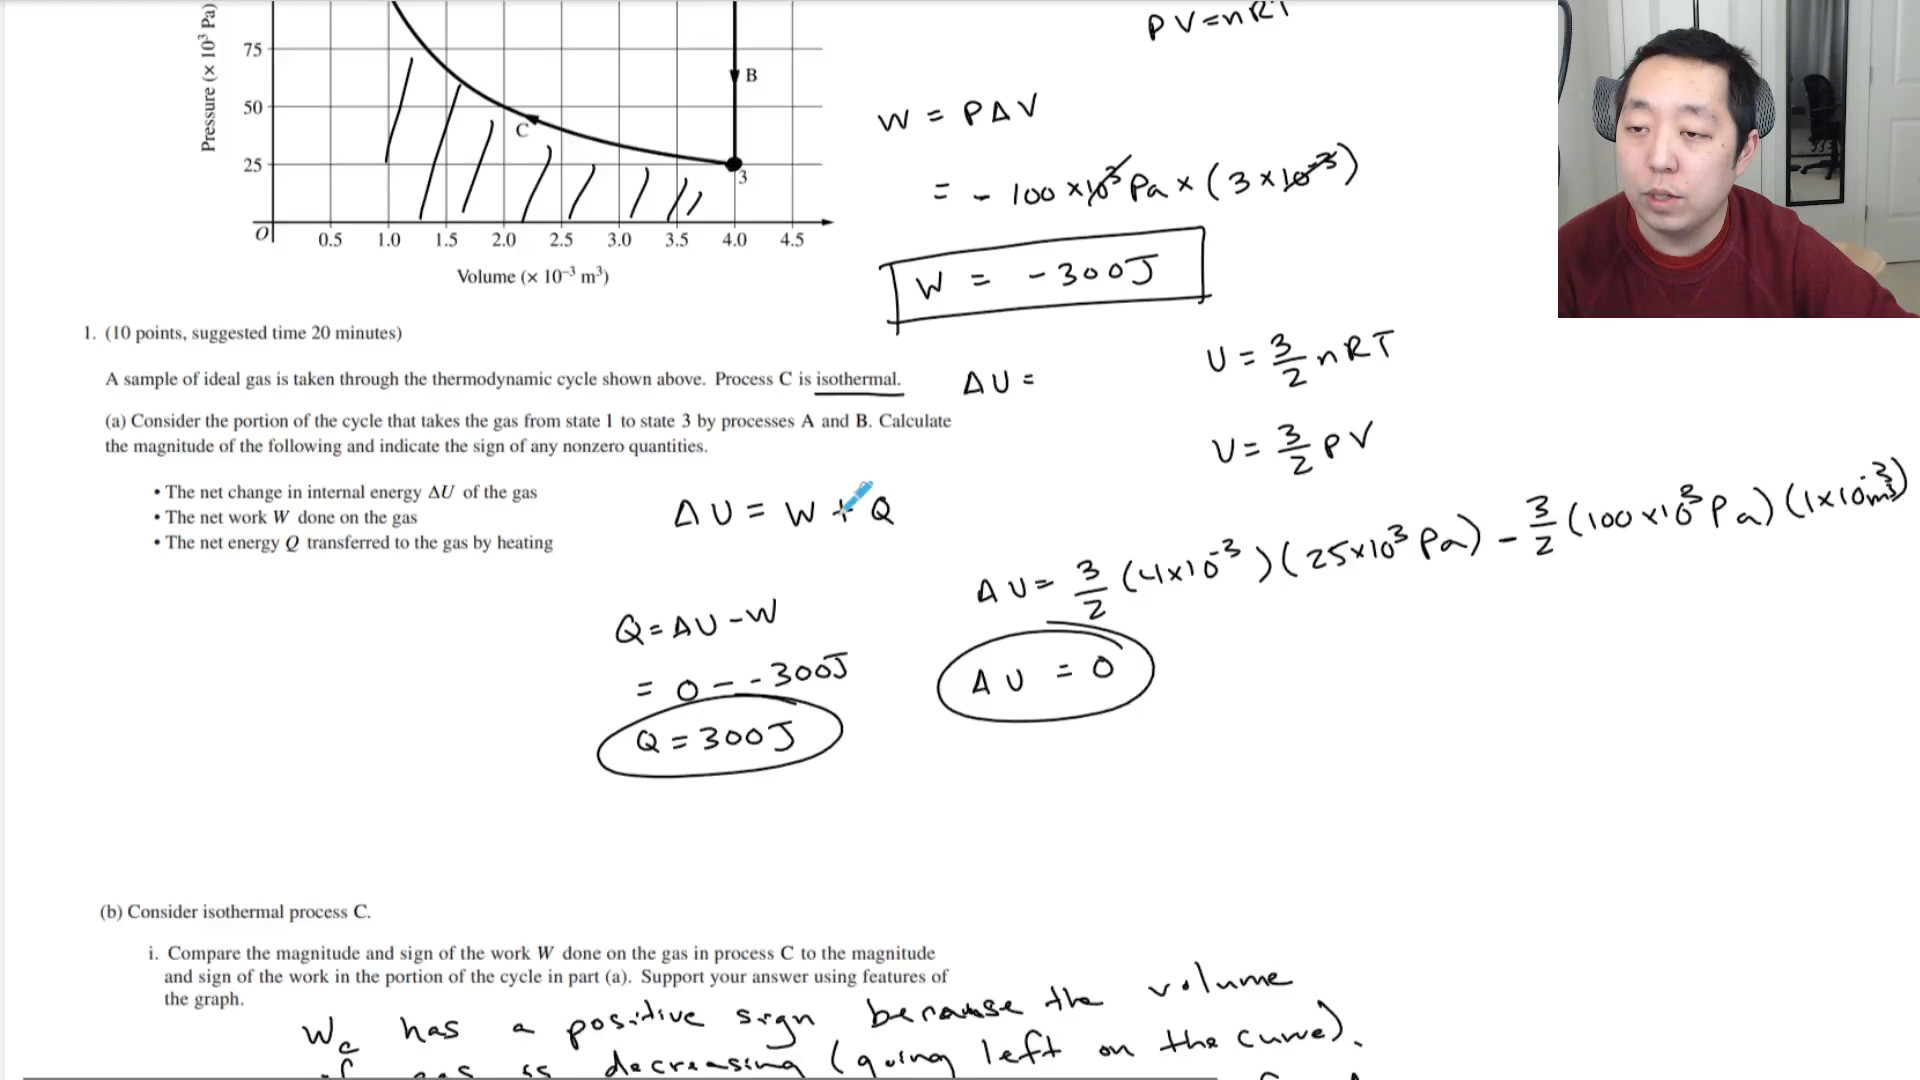 PV=nRT
Pressure (× 10³ Pa)
75
50
25
B
C
3
O
0.5 1.0 1.5 2.0 2.5 3.0 3.5 4.0 4.5
Volume (× 10⁻³ m³)
W = PΔV
= - 100 ×10³ Pa × (3×10⁻³)
W = -300J
1. (10 points, suggested time 20 minutes)
A sample of ideal gas is taken through the thermodynamic cycle shown above. Process C is isothermal.
(a) Consider the portion of the cycle that takes the gas from state 1 to state 3 by processes A and B. Calculate
the magnitude of the following and indicate the sign of any nonzero quantities.
• The net change in internal energy ΔU of the gas
• The net work W done on the gas
• The net energy Q transferred to the gas by heating
ΔU =
U = 3/2 nRT
U = 3/2 PV
ΔU = W + Q
ΔU = 3/2 (4×10⁻³)(25×10³ Pa) - 3/2 (100×10³ Pa)(1×10⁻³m³)
ΔU = 0
Q = ΔU - W
= 0 - - 300J
Q = 300J
(b) Consider isothermal process C.
i. Compare the magnitude and sign of the work W done on the gas in process C to the magnitude
and sign of the work in the portion of the cycle in part (a). Support your answer using features of
the graph.
Wc has a positive sign because the volume
of gas is decreasing (going left on the curve).